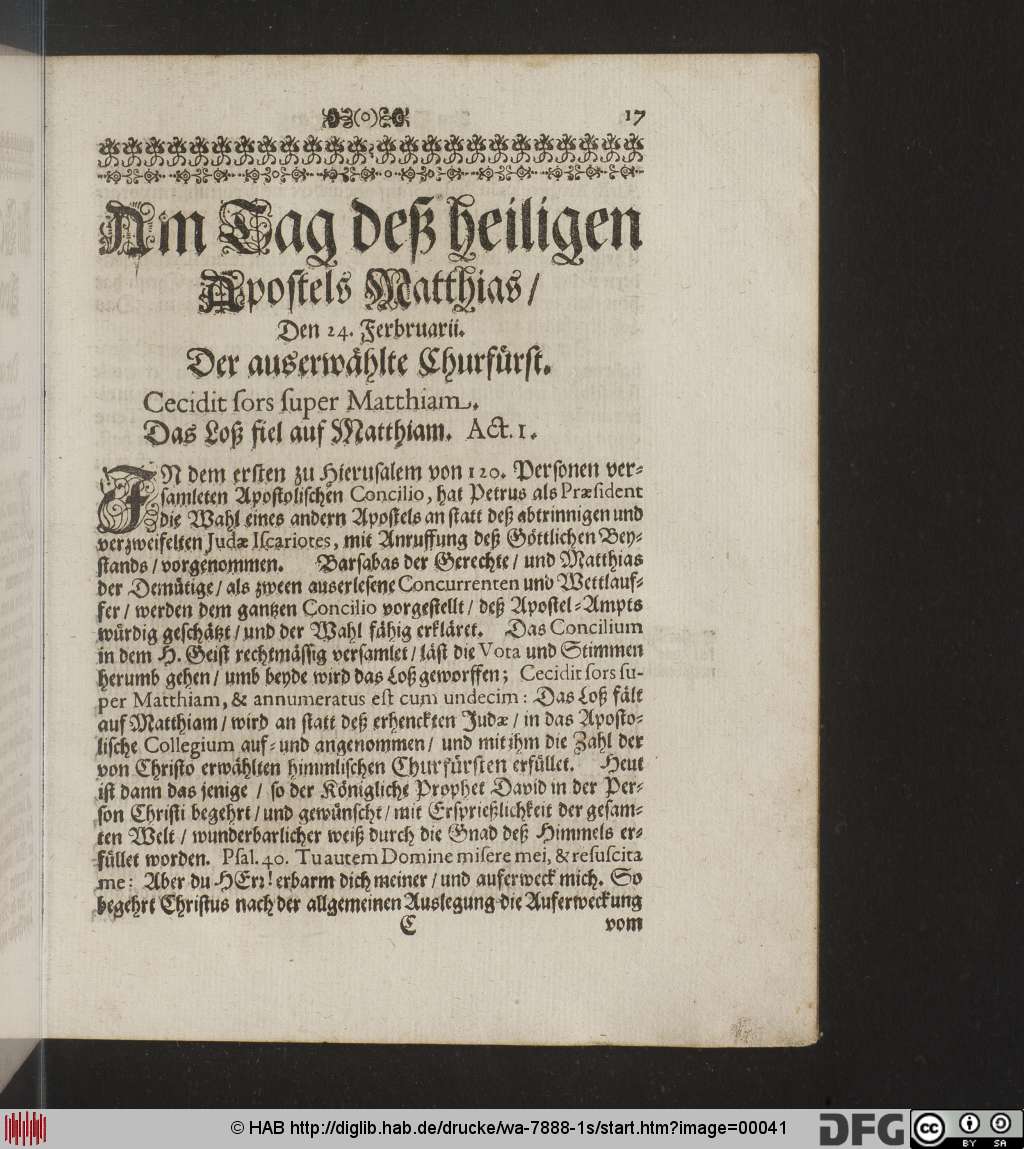 (o)
17
Am Tag deß heiligen
Apostels Matthias /
Den 24. Ferbruarii.
Der auserwählte Churfürst.
Cecidit sors super Matthiam.
Das Loß fiel auf Matthiam. Act. 1.
IN dem ersten zu Hierusalem von 120. Personen ver-
samleten Apostolischen Concilio, hat Petrus als Præsident
die Wahl eines andern Apostels an statt deß abtrinnigen und
verzweifelten Judæ Iscariotes, mit Anruffung deß Göttlichen Bey-
stands / vorgenommen. Barsabas der Gerechte / und Matthias
der Demütige / als zween auserlesene Concurrenten und Wettlauf-
fer / werden dem gantzen Concilio vorgestellt / deß Apostel-Ampts
würdig geschätzt / und der Wahl fähig erkläret. Das Concilium
in dem H. Geist rechtmässig versamlet / läst die Vota und Stimmen
herumb gehen / umb beyde wird das Loß geworffen; Cecidit sors su-
per Matthiam, & annumeratus est cum undecim: Das Loß fält
auf Matthiam / wird an statt deß erhenckten Judæ / in das Aposto-
lische Collegium auf- und angenommen / und mit ihm die Zahl der
von Christo erwählten himmlischen Churfürsten erfüllet. Heut
ist dann das jenige / so der Königliche Prophet David in der Per-
son Christi begehrt / und gewünscht / mit Ersprießlichkeit der gesam-
ten Welt / wunderbarlicher weiß durch die Gnad deß Himmels er-
füllet worden. Psal. 40. Tu autem Domine misere mei, & resuscita
me: Aber du HErr! erbarm dich meiner / und auferweck mich. So
begehrt Christus nach der allgemeinen Auslegung die Auferweckung
C vom
© HAB http://diglib.hab.de/drucke/wa-7888-1s/start.htm?image=00041
DFG
cc BY SA